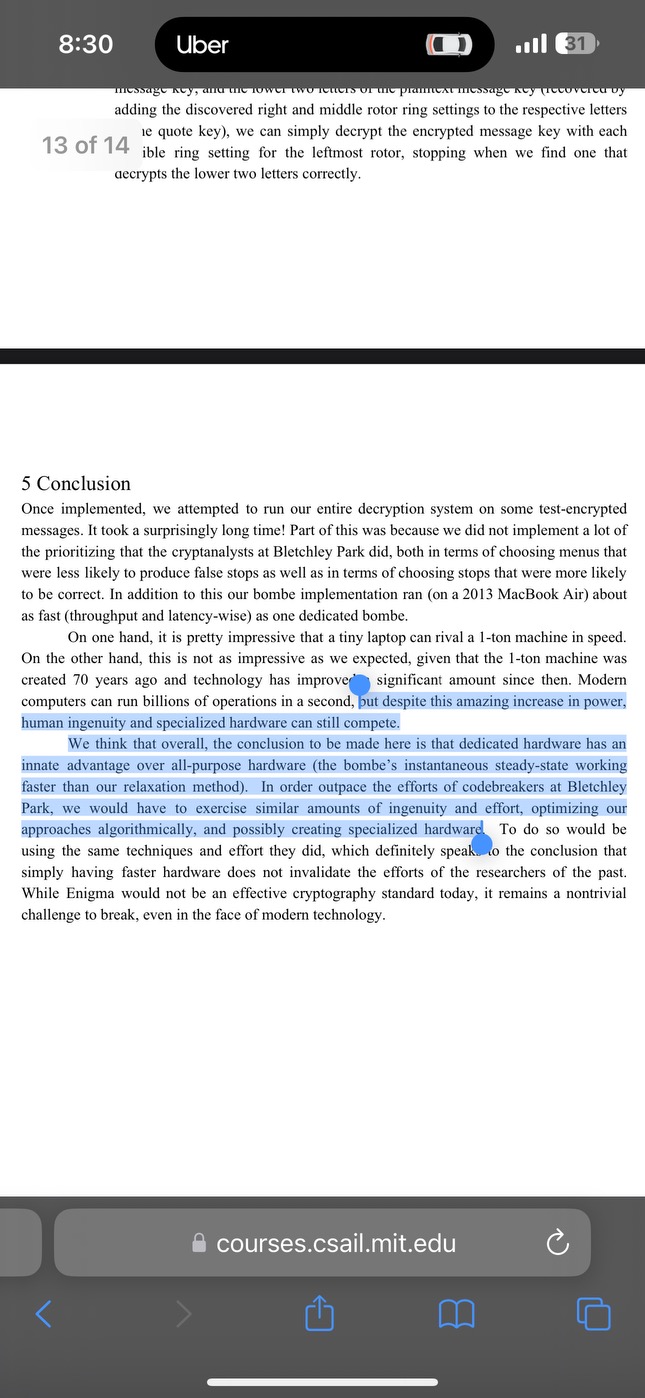 8:30
Uber
31
message key, and the lower two letters of the plaintext message key (recovered by
adding the discovered right and middle rotor ring settings to the respective letters
13 of 14
he quote key), we can simply decrypt the encrypted message key with each
ible ring setting for the leftmost rotor, stopping when we find one that
decrypts the lower two letters correctly.
5 Conclusion
Once implemented, we attempted to run our entire decryption system on some test-encrypted
messages. It took a surprisingly long time! Part of this was because we did not implement a lot of
the prioritizing that the cryptanalysts at Bletchley Park did, both in terms of choosing menus that
were less likely to produce false stops as well as in terms of choosing stops that were more likely
to be correct. In addition to this our bombe implementation ran (on a 2013 MacBook Air) about
as fast (throughput and latency-wise) as one dedicated bombe.
On one hand, it is pretty impressive that a tiny laptop can rival a 1-ton machine in speed.
On the other hand, this is not as impressive as we expected, given that the 1-ton machine was
created 70 years ago and technology has improved a significant amount since then. Modern
computers can run billions of operations in a second, but despite this amazing increase in power,
human ingenuity and specialized hardware can still compete.
We think that overall, the conclusion to be made here is that dedicated hardware has an
innate advantage over all-purpose hardware (the bombe's instantaneous steady-state working
faster than our relaxation method). In order outpace the efforts of codebreakers at Bletchley
Park, we would have to exercise similar amounts of ingenuity and effort, optimizing our
approaches algorithmically, and possibly creating specialized hardware. To do so would be
using the same techniques and effort they did, which definitely speaks to the conclusion that
simply having faster hardware does not invalidate the efforts of the researchers of the past.
While Enigma would not be an effective cryptography standard today, it remains a nontrivial
challenge to break, even in the face of modern technology.
courses.csail.mit.edu